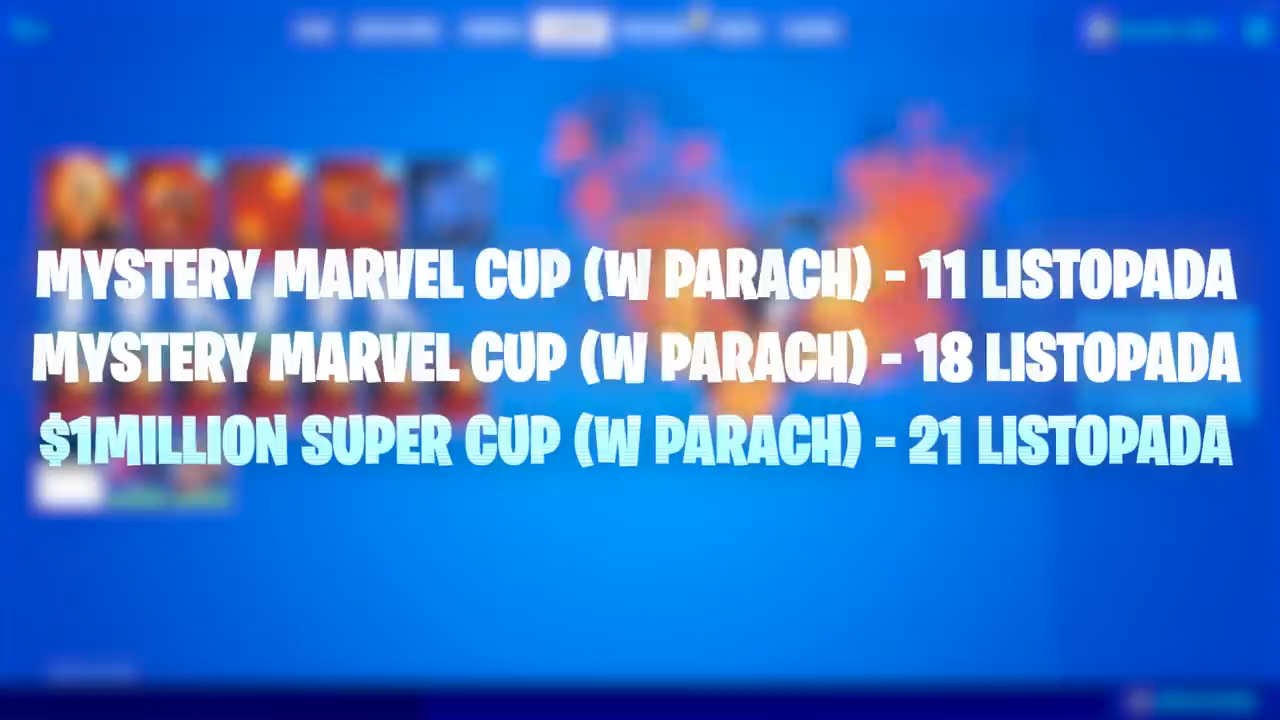 MYSTERY MARVEL CUP (W PARACH) - 11 LISTOPADA
MYSTERY MARVEL CUP (W PARACH) - 18 LISTOPADA
$1MILLION SUPER CUP (W PARACH) - 21 LISTOPADA